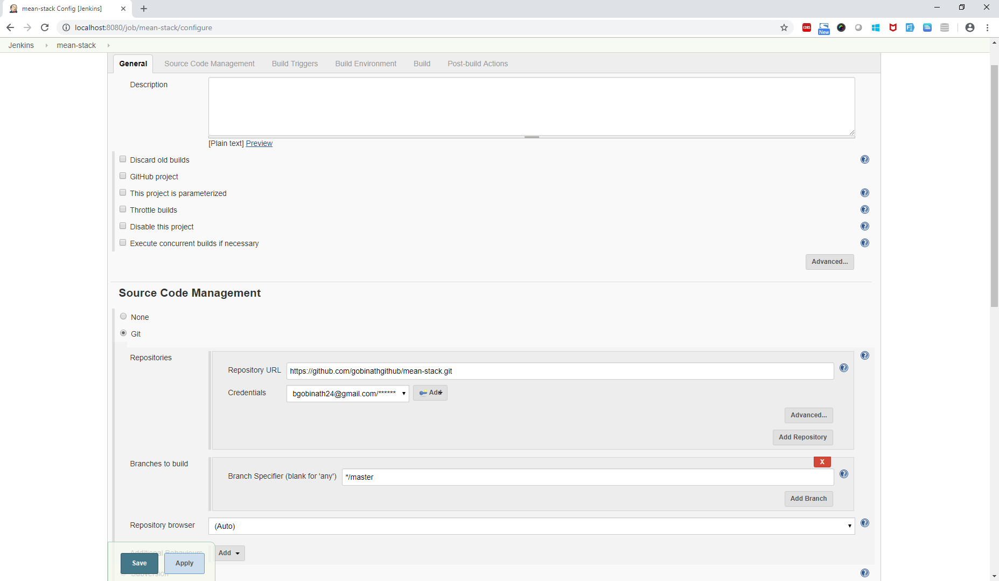 mean-stack Config [Jenkins]
localhost:8080/job/mean-stack/configure
CORS
New
Jenkins mean-stack
General Source Code Management Build Triggers Build Environment Build Post-build Actions
Description
[Plain text] Preview
Discard old builds
GitHub project
This project is parameterized
Throttle builds
Disable this project
Execute concurrent builds if necessary
Advanced...
Source Code Management
None
Git
Repositories
Repository URL https://github.com/gobinathgithub/mean-stack.git
Credentials bgobinath24@gmail.com/****** Add
Advanced...
Add Repository
Branches to build
X
Branch Specifier (blank for 'any') */master
Add Branch
Repository browser (Auto)
Additional Behaviours Add
Save Apply
Subversion